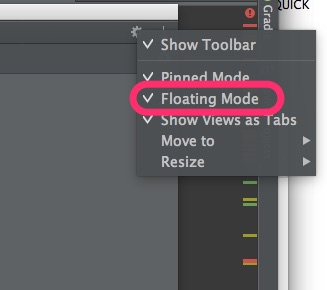 QUICK
Grad
Show Toolbar
Pinned Mode
Floating Mode
Show Views as Tabs
Move to
Resize